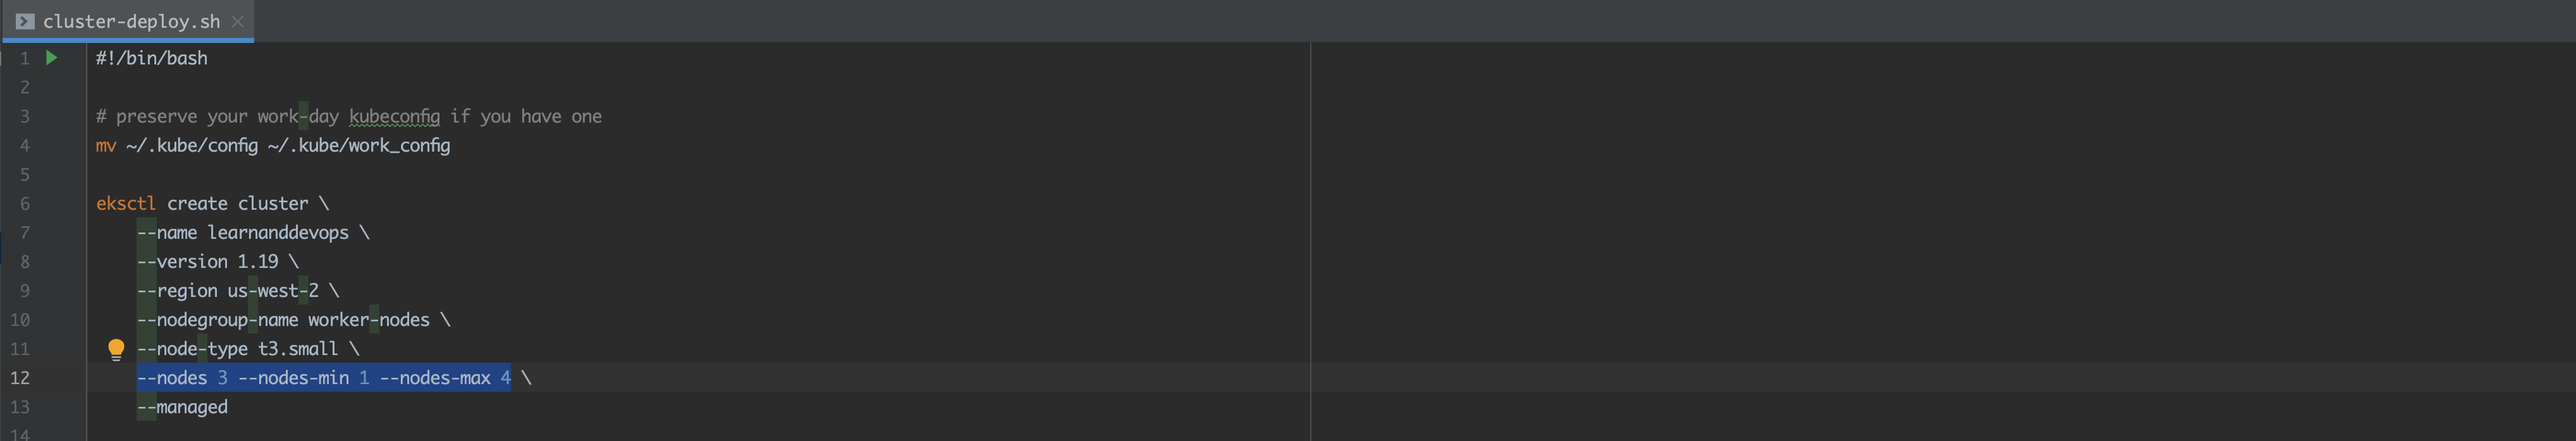 cluster-deploy.sh
1 #!/bin/bash
2
3 # preserve your work-day kubeconfig if you have one
4 mv ~/.kube/config ~/.kube/work_config
5
6 eksctl create cluster \
7 --name learnanddevops \
8 --version 1.19 \
9 --region us-west-2 \
10 --nodegroup-name worker-nodes \
11 --node-type t3.small \
12 --nodes 3 --nodes-min 1 --nodes-max 4 \
13 --managed
14